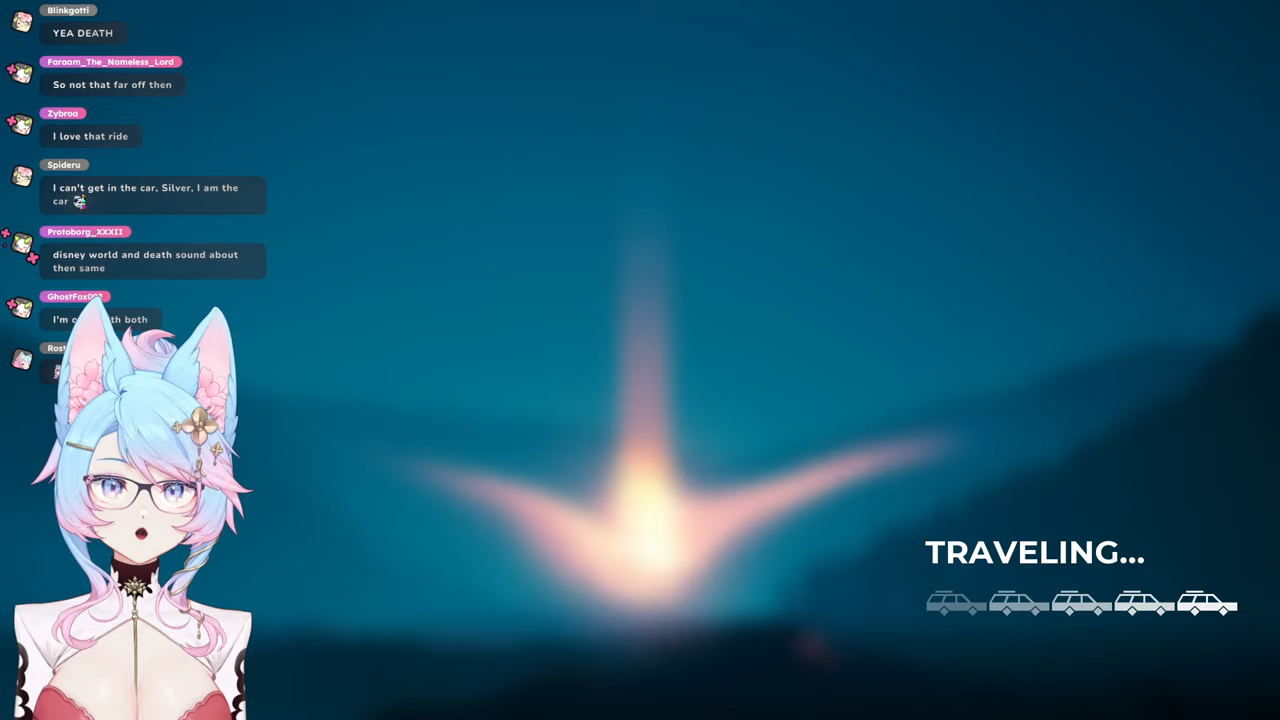 Blinkgotti
YEA DEATH
Faraam_The_Nameless_Lord
So not that far off then
Zybroa
I love that ride
Spideru
I can't get in the car, Silver, I am the
car
Protoborg_XXXII
disney world and death sound about
then same
I'm both
TRAVELING...